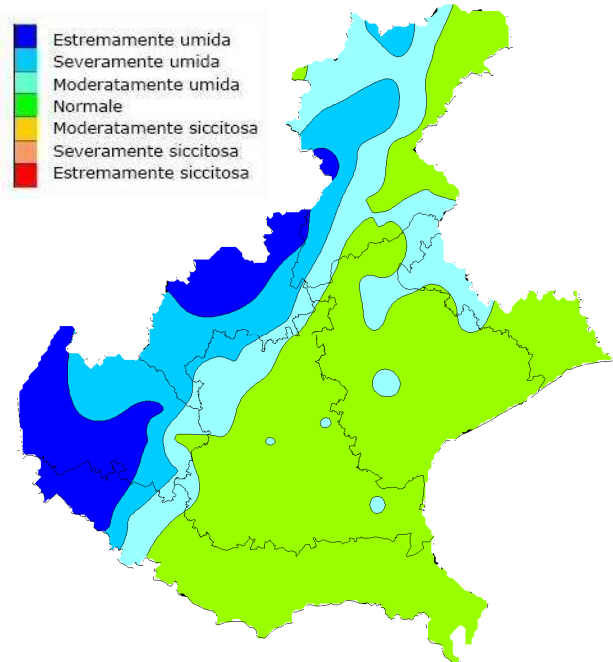 Estremamente umida
Severamente umida
Moderatamente umida
Normale
Moderatamente siccitosa
Severamente siccitosa
Estremamente siccitosa